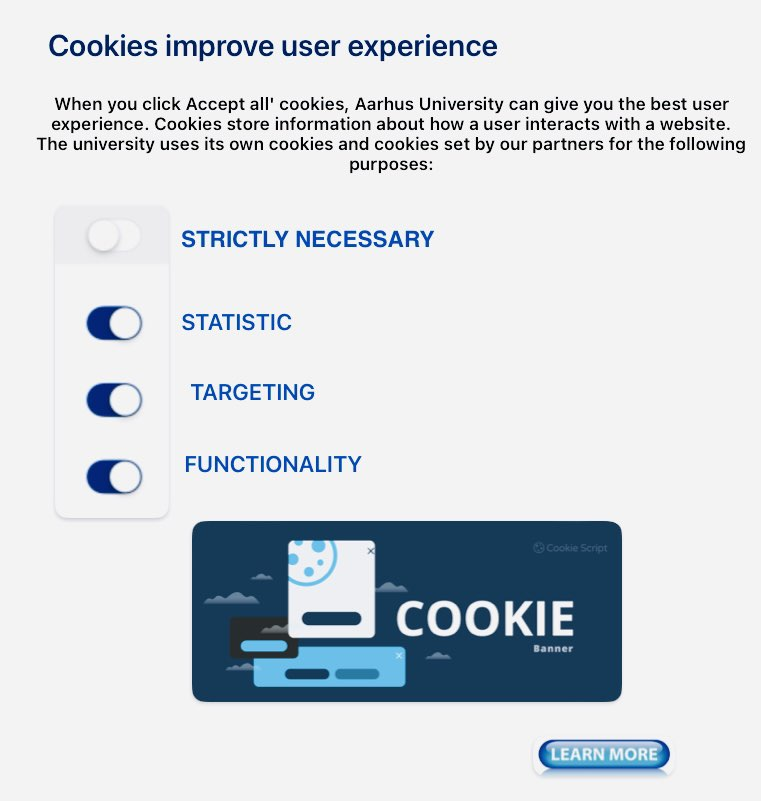 Cookies improve user experience
When you click Accept all' cookies, Aarhus University can give you the best user
experience. Cookies store information about how a user interacts with a website.
The university uses its own cookies and cookies set by our partners for the following
purposes:
STRICTLY NECESSARY
STATISTIC
TARGETING
FUNCTIONALITY
Cookie Script
COOKIE
Banner
LEARN MORE